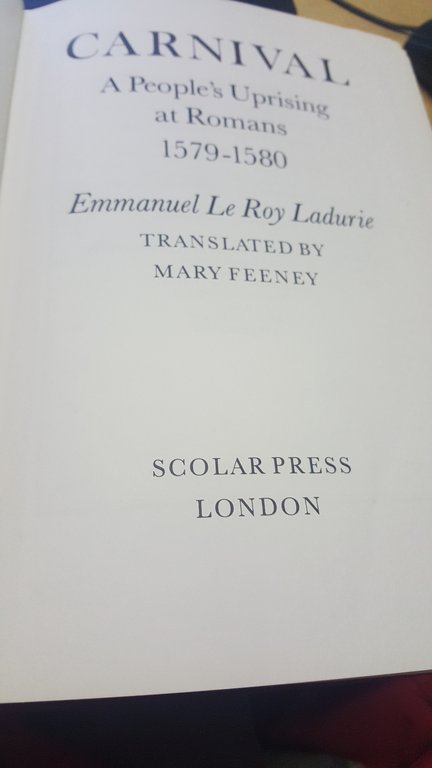 CARNIVAL
A People's Uprising
at Romans
1579-1580
Emmanuel Le Roy Ladurie
TRANSLATED BY
MARY FEENEY
SCOLAR PRESS
LONDON